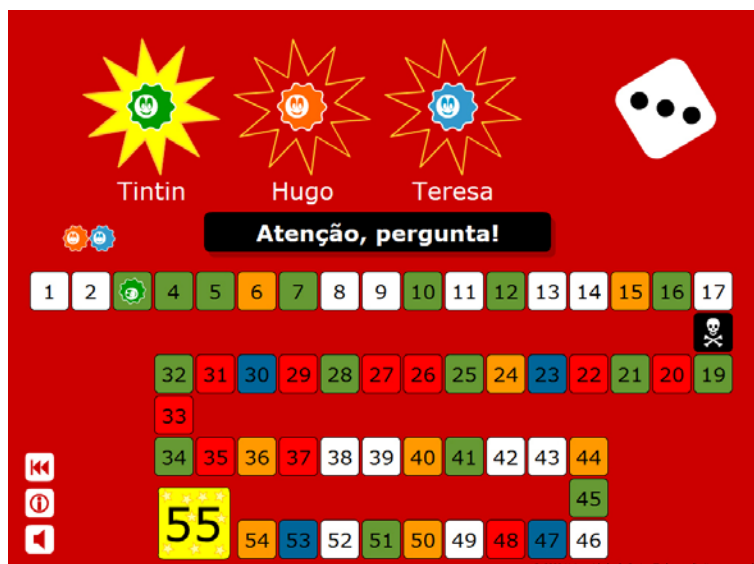 Tintin Hugo Teresa
Atenção, pergunta!
1 2 4 5 6 7 8 9 10 11 12 13 14 15 16 17
32 31 30 29 28 27 26 25 24 23 22 21 20 19
33
34 35 36 37 38 39 40 41 42 43 44
45
55 54 53 52 51 50 49 48 47 46